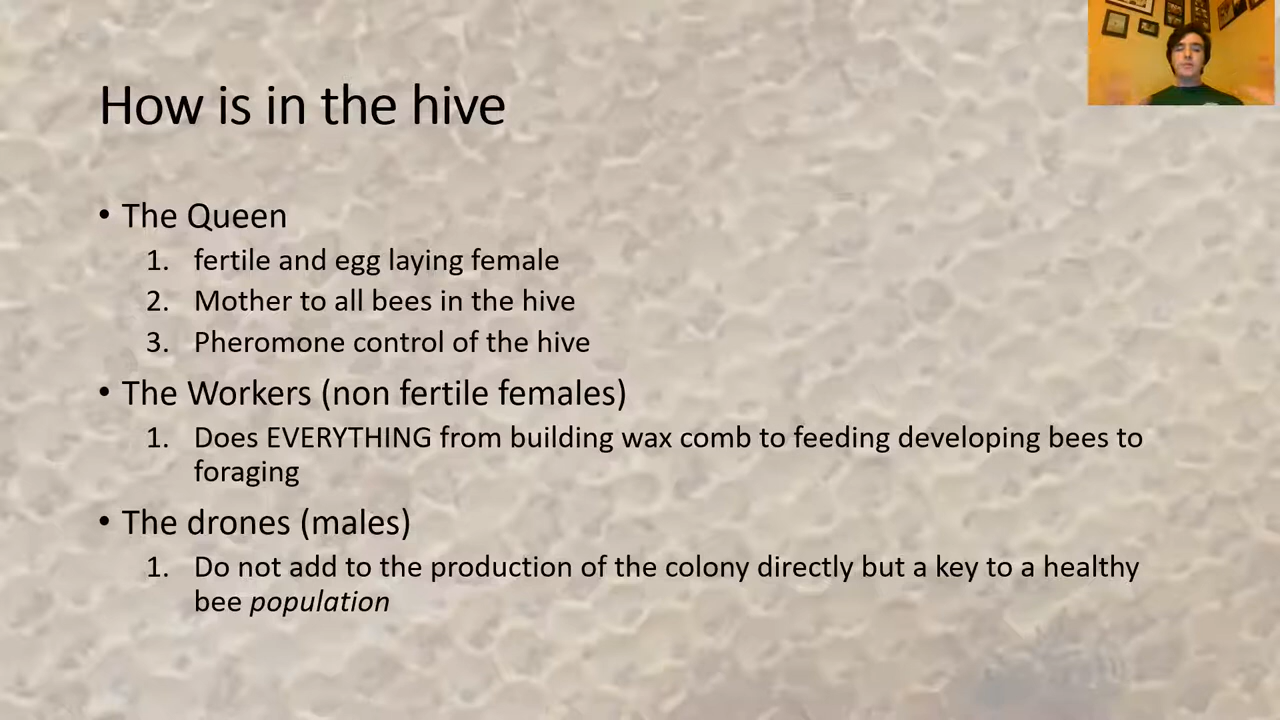 How is in the hive
• The Queen
1. fertile and egg laying female
2. Mother to all bees in the hive
3. Pheromone control of the hive
• The Workers (non fertile females)
1. Does EVERYTHING from building wax comb to feeding developing bees to
foraging
• The drones (males)
1. Do not add to the production of the colony directly but a key to a healthy
bee population